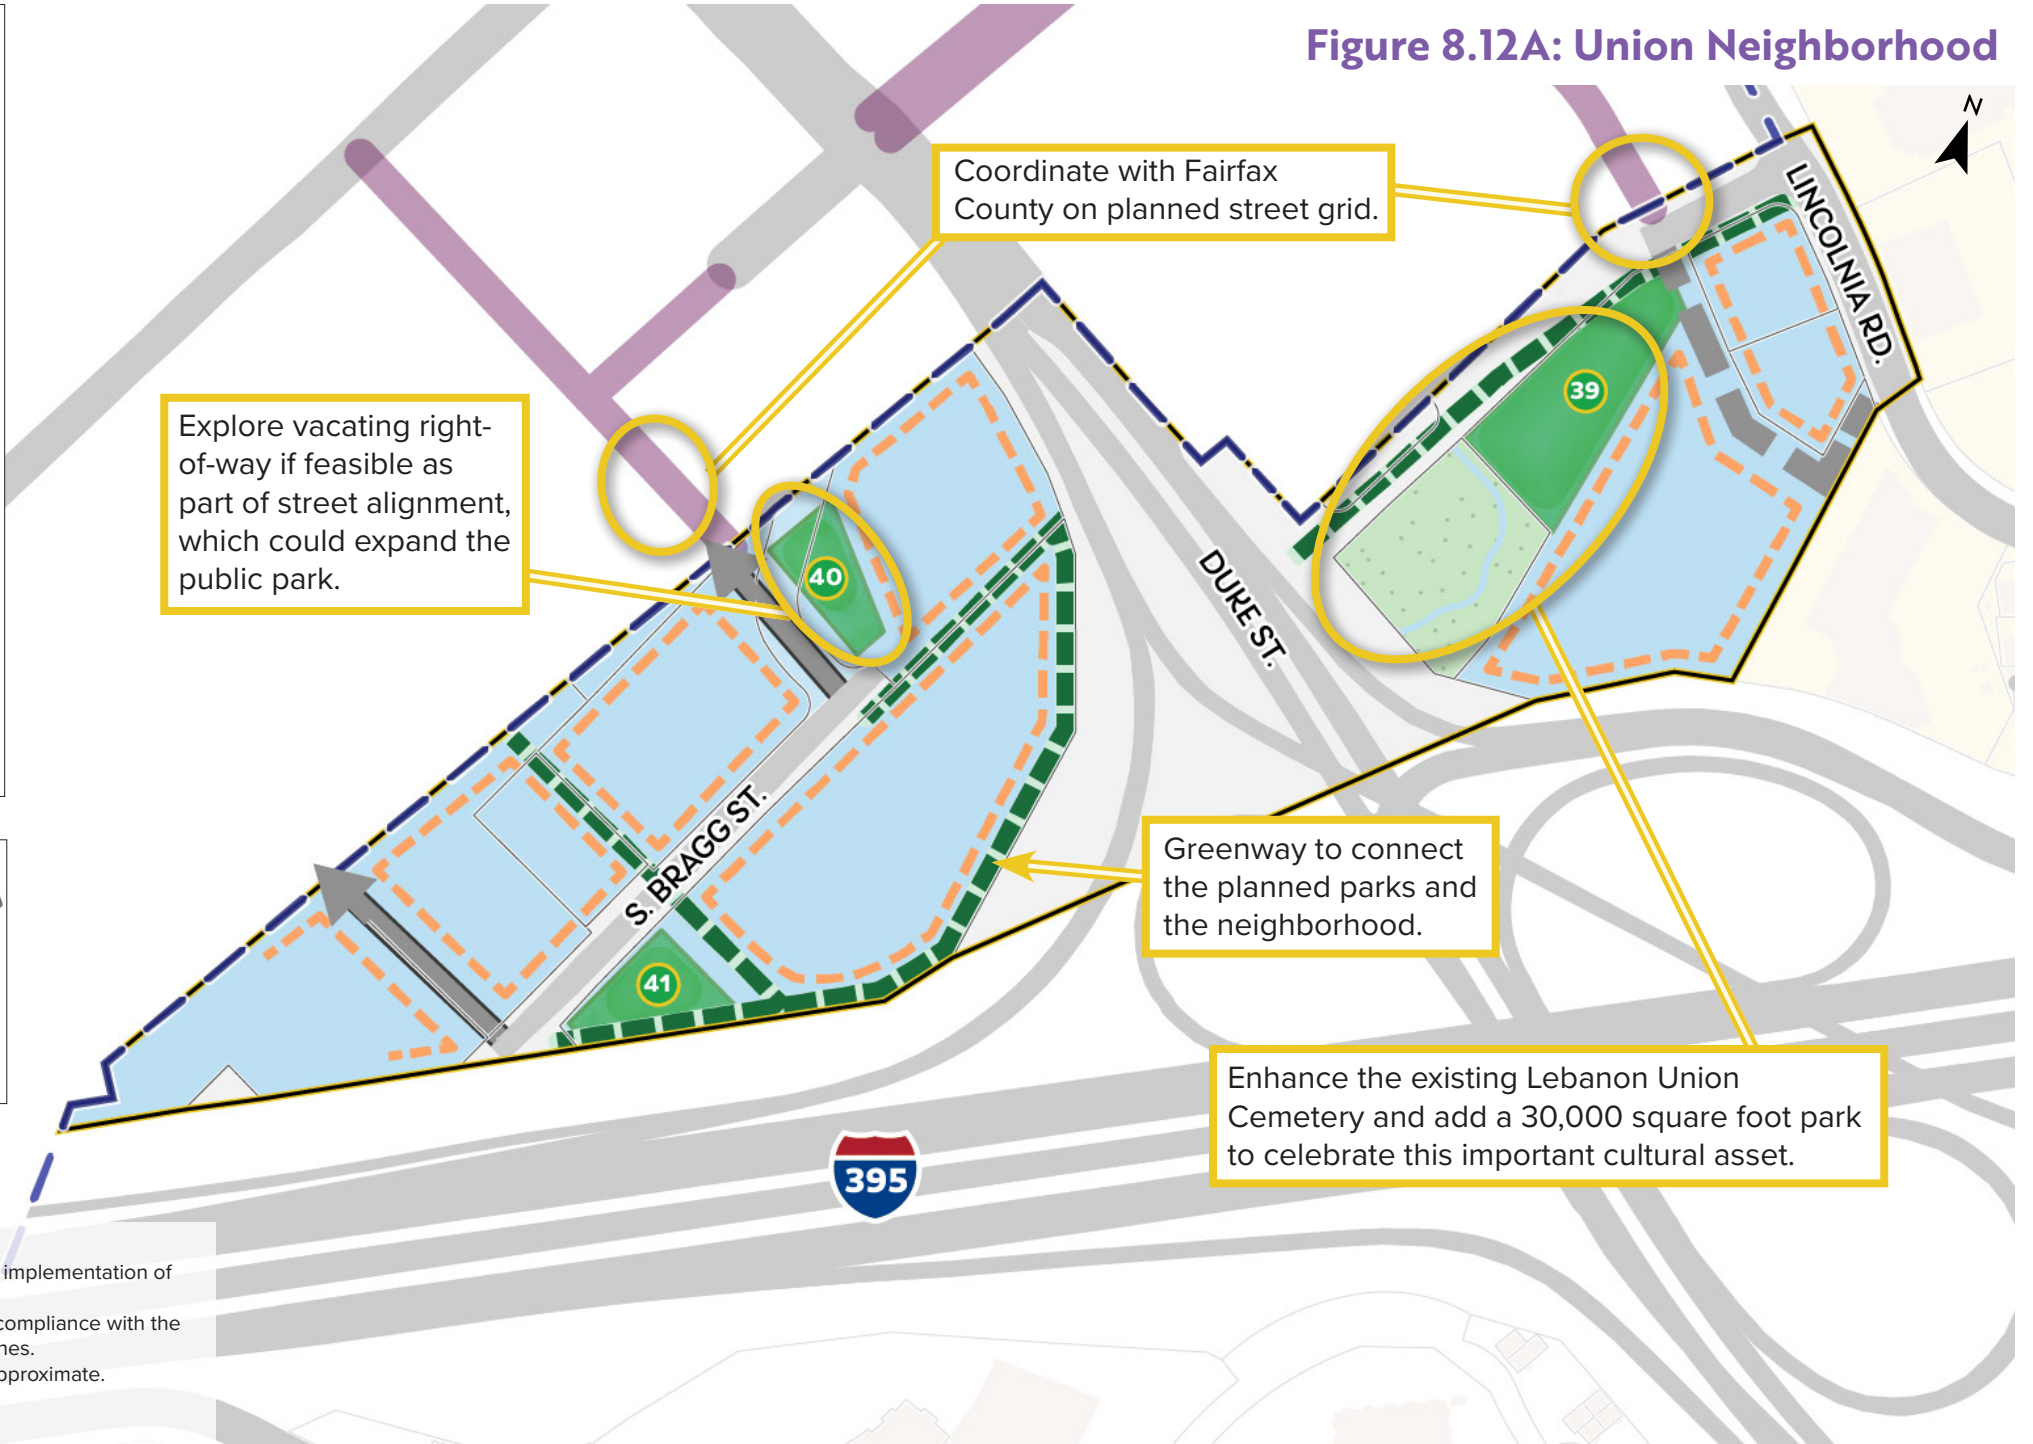 Figure 8.12A: Union Neighborhood
N
Coordinate with Fairfax
County on planned street grid.
LINCOLNIA RD.
39
Explore vacating right-
of-way if feasible as
part of street alignment,
which could expand the
public park.
40
DUKE ST.
S. BRAGG ST.
Greenway to connect
the planned parks and
the neighborhood.
41
Enhance the existing Lebanon Union
Cemetery and add a 30,000 square foot park
to celebrate this important cultural asset.
395
implementation of
compliance with the